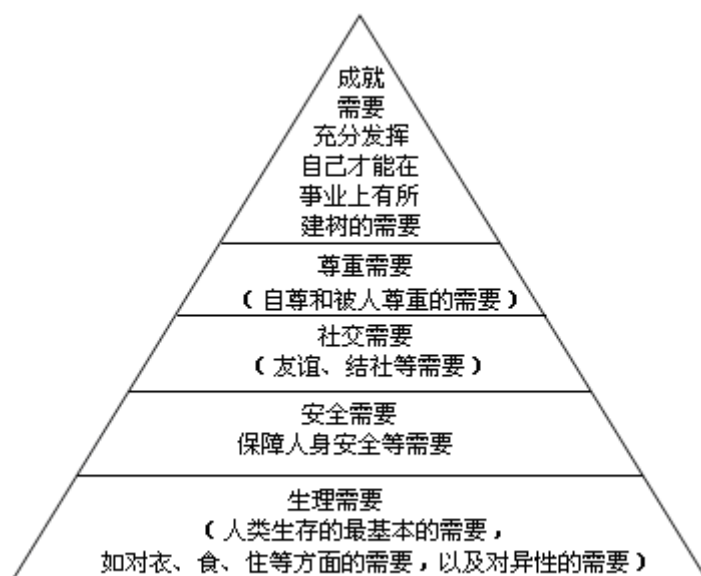 成就
需要
充分发挥
自己才能在
事业上有所
建树的需要
尊重需要
（自尊和被人尊重的需要）
社交需要
（友谊、结社等需要）
安全需要
保障人身安全等需要
生理需要
（人类生存的最基本的需要，
如对衣、食、住等方面的需要，以及对异性的需要）